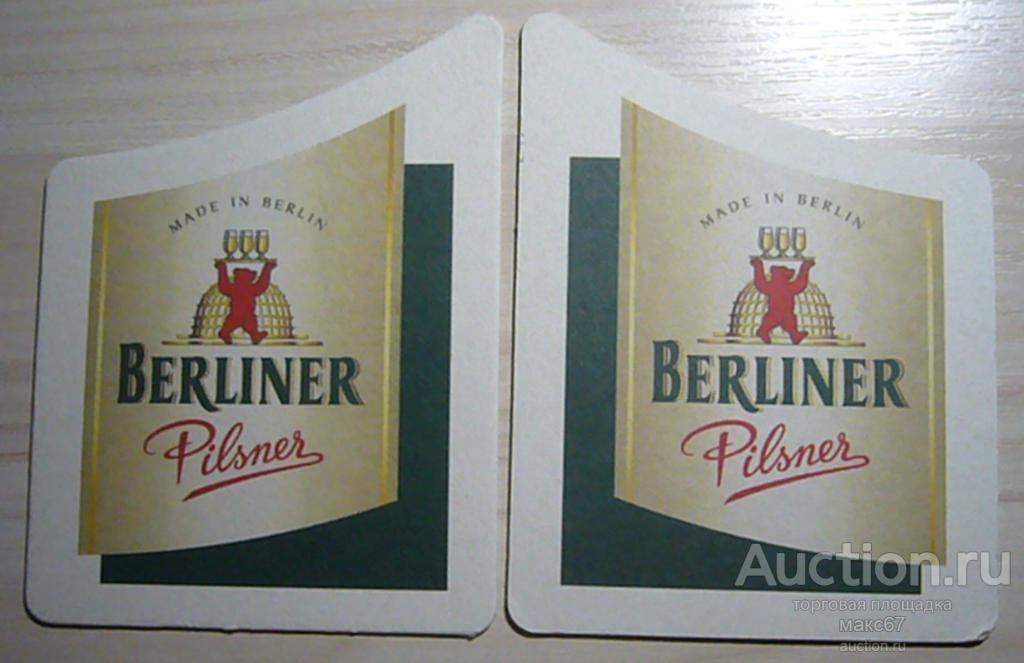 MADE IN BERLIN
BERLINER
Pilsner
MADE IN BERLIN
BERLINER
Pilsner
Auction.ru
торговая площадка
макс67
auction.ru